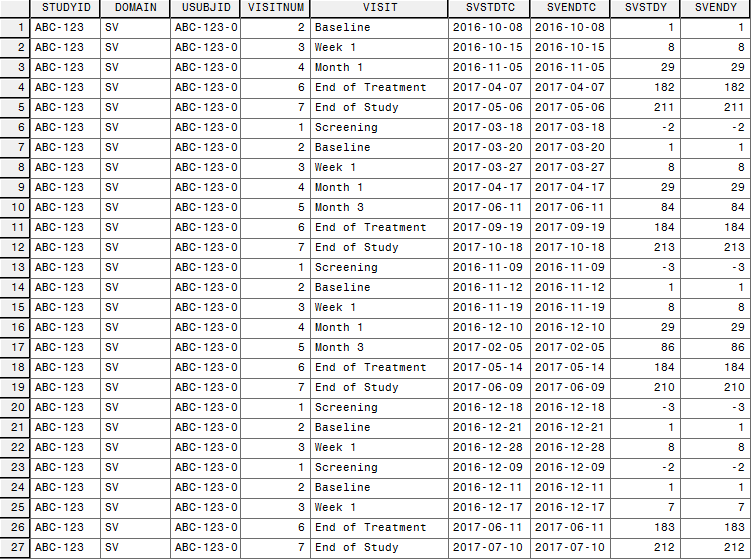 STUDYID DOMAIN USUBJID VISITNUM VISIT SVSTDTC SVENDTC SVSTDY SVENDY
1 ABC-123 SV ABC-123-0 2 Baseline 2016-10-08 2016-10-08 1 1
2 ABC-123 SV ABC-123-0 3 Week 1 2016-10-15 2016-10-15 8 8
3 ABC-123 SV ABC-123-0 4 Month 1 2016-11-05 2016-11-05 29 29
4 ABC-123 SV ABC-123-0 6 End of Treatment 2017-04-07 2017-04-07 182 182
5 ABC-123 SV ABC-123-0 7 End of Study 2017-05-06 2017-05-06 211 211
6 ABC-123 SV ABC-123-0 1 Screening 2017-03-18 2017-03-18 -2 -2
7 ABC-123 SV ABC-123-0 2 Baseline 2017-03-20 2017-03-20 1 1
8 ABC-123 SV ABC-123-0 3 Week 1 2017-03-27 2017-03-27 8 8
9 ABC-123 SV ABC-123-0 4 Month 1 2017-04-17 2017-04-17 29 29
10 ABC-123 SV ABC-123-0 5 Month 3 2017-06-11 2017-06-11 84 84
11 ABC-123 SV ABC-123-0 6 End of Treatment 2017-09-19 2017-09-19 184 184
12 ABC-123 SV ABC-123-0 7 End of Study 2017-10-18 2017-10-18 213 213
13 ABC-123 SV ABC-123-0 1 Screening 2016-11-09 2016-11-09 -3 -3
14 ABC-123 SV ABC-123-0 2 Baseline 2016-11-12 2016-11-12 1 1
15 ABC-123 SV ABC-123-0 3 Week 1 2016-11-19 2016-11-19 8 8
16 ABC-123 SV ABC-123-0 4 Month 1 2016-12-10 2016-12-10 29 29
17 ABC-123 SV ABC-123-0 5 Month 3 2017-02-05 2017-02-05 86 86
18 ABC-123 SV ABC-123-0 6 End of Treatment 2017-05-14 2017-05-14 184 184
19 ABC-123 SV ABC-123-0 7 End of Study 2017-06-09 2017-06-09 210 210
20 ABC-123 SV ABC-123-0 1 Screening 2016-12-18 2016-12-18 -3 -3
21 ABC-123 SV ABC-123-0 2 Baseline 2016-12-21 2016-12-21 1 1
22 ABC-123 SV ABC-123-0 3 Week 1 2016-12-28 2016-12-28 8 8
23 ABC-123 SV ABC-123-0 1 Screening 2016-12-09 2016-12-09 -2 -2
24 ABC-123 SV ABC-123-0 2 Baseline 2016-12-11 2016-12-11 1 1
25 ABC-123 SV ABC-123-0 3 Week 1 2016-12-17 2016-12-17 7 7
26 ABC-123 SV ABC-123-0 6 End of Treatment 2017-06-11 2017-06-11 183 183
27 ABC-123 SV ABC-123-0 7 End of Study 2017-07-10 2017-07-10 212 212